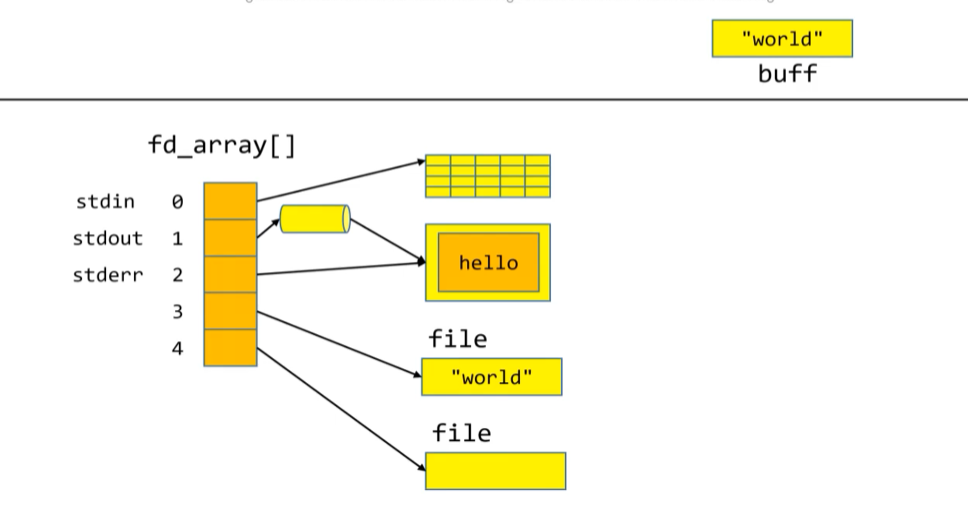 "world"
buff
fd_array[]
stdin 0
stdout 1
stderr 2
3
4
hello
file
"world"
file